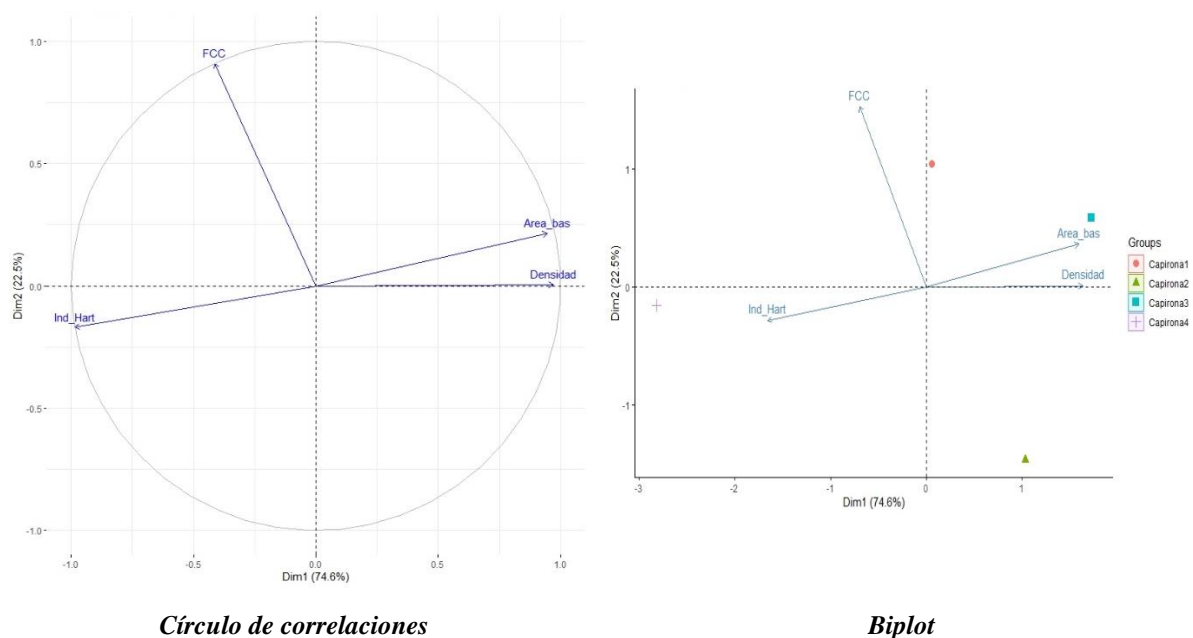 1.0
0.5
0.0
-0.5
-1.0
-1.0
-0.5
0.0
0.5
1.0
Dim2 (22.5%)
Dim1 (74.6%)
FCC
Area_bas
Densidad
Ind_Hart
1
0
-1
-3
-2
-1
0
1
Dim2 (22.5%)
Dim1 (74.6%)
FCC
Area_bas
Densidad
Ind_Hart
Groups
Capirona1
Capirona2
Capirona3
Capirona4
Círculo de correlaciones
Biplot